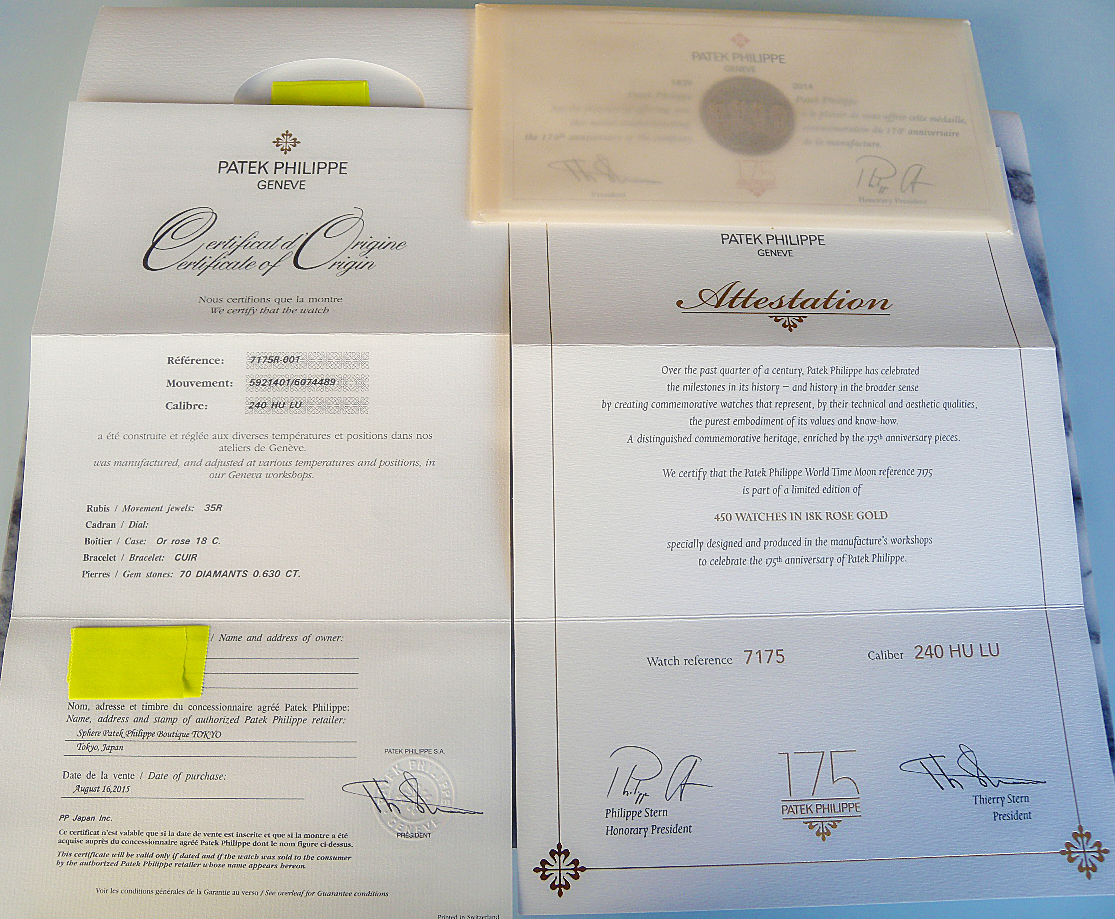 PATEK PHILIPPE
GENEVE
Certificat d'Origine
Certificate of Origin
Nous certifions que la montre
We certify that the watch
Référence: 7175R-001
Mouvement: 5921401/6074489
Calibre: 240 HU LU
a été construite et réglée aux diverses températures et positions dans nos
ateliers de Genève.
was manufactured, and adjusted at various temperatures and positions, in
our Geneva workshops.
Rubis / Movement jewels: 35R
Cadran / Dial:
Boîtier / Case: Or rose 18 C.
Bracelet / Bracelet: CUIR
Pierres / Gem stones: 70 DIAMANTS 0.630 CT.
/ Name and address of owner:
Nom, adresse et timbre du concessionnaire agréé Patek Philippe:
Name, address and stamp of authorized Patek Philippe retailer:
Sphere Patek Philippe Boutique TOKYO
Tokyo, Japan
Date de la vente / Date of purchase:
August 16,2015
PATEK PHILIPPE S.A.
PATEK PHILIPPE
GENEVE
PRÉSIDENT
PP Japan Inc.
Ce certificat n'est valable que si la date de vente est inscrite et que si la montre a été
acquise auprès du concessionnaire agréé Patek Philippe dont le nom figure ci-dessus.
This certificate will be valid only if dated and if the watch was sold to the consumer
by the authorized Patek Philippe retailer whose name appears hereon.
Voir les conditions générales de la Garantie au verso / See overleaf for Guarantee conditions
Printed in Switzerland
PATEK PHILIPPE
GENEVE
1839
2014
Patek Philippe
Patek Philippe
the 175th anniversary of
le plaisir de vous offrir cette médaille,
commémorative du 175e anniversaire
de la manufacture.
175
President
Honorary President
PATEK PHILIPPE
GENEVE
Attestation
Over the past quarter of a century, Patek Philippe has celebrated
the milestones in its history – and history in the broader sense
by creating commemorative watches that represent, by their technical and aesthetic qualities,
the purest embodiment of its values and know-how.
A distinguished commemorative heritage, enriched by the 175th anniversary pieces.
We certify that the Patek Philippe World Time Moon reference 7175
is part of a limited edition of
450 WATCHES IN 18K ROSE GOLD
specially designed and produced in the manufacture's workshops
to celebrate the 175th anniversary of Patek Philippe.
Watch reference 7175
Caliber 240 HU LU
Philippe Stern
Honorary President
175
PATEK PHILIPPE
Thierry Stern
President